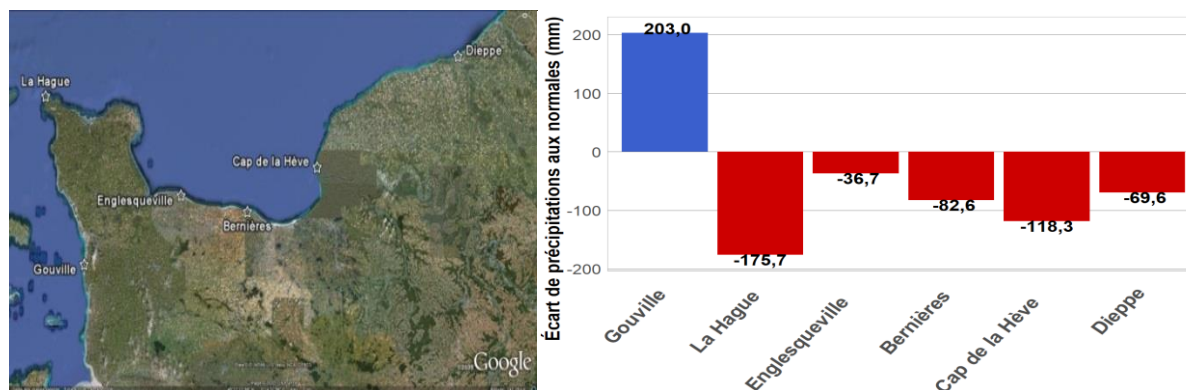 Dieppe
La Hague
Cap de la Hève
Englesqueville
Bernières
Gouville
Google
Écart de précipitations aux normales (mm)
200
100
0
-100
-200
203,0
-175,7
-36,7
-82,6
-118,3
-69,6
Gouville
La Hague
Englesqueville
Bernières
Cap de la Hève
Dieppe